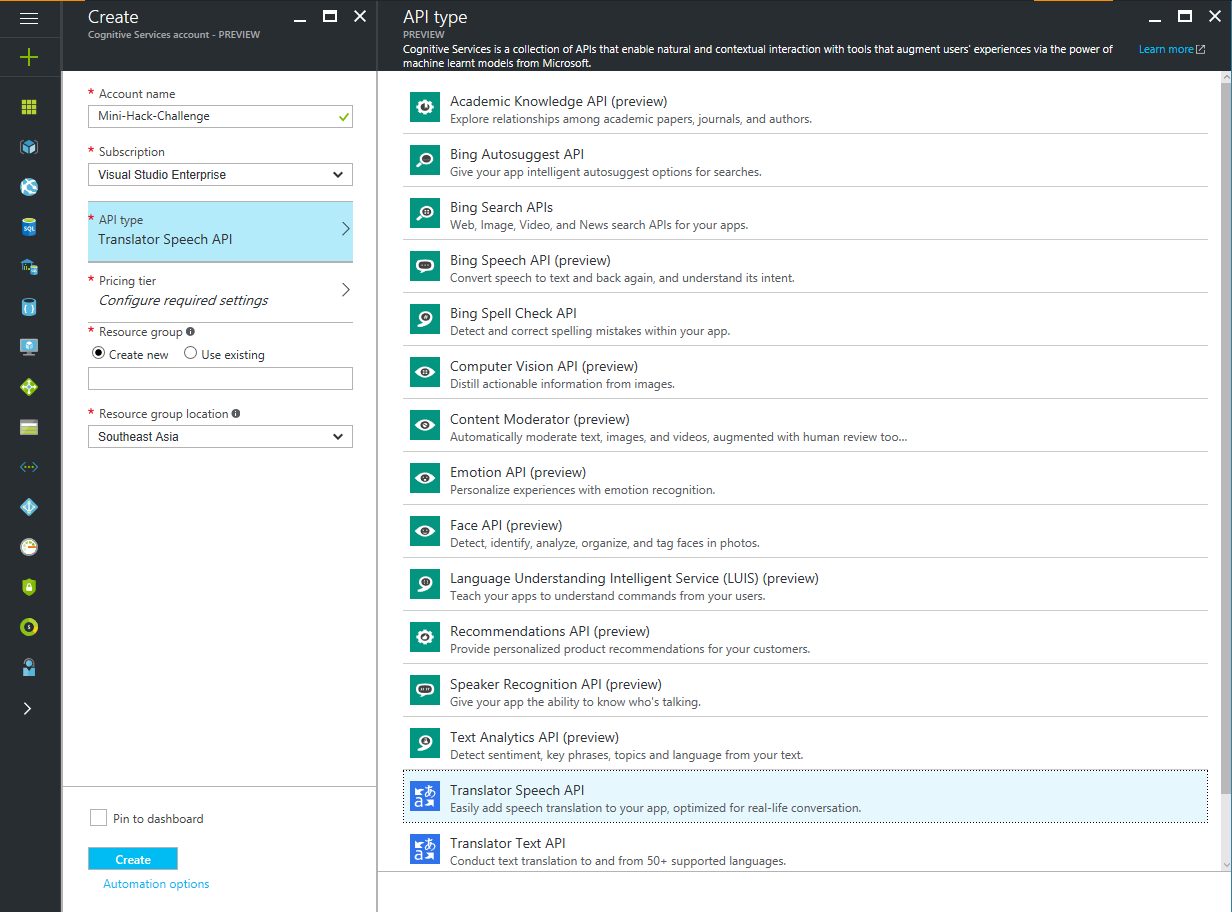 Create
Cognitive Services account - PREVIEW
* Account name
Mini-Hack-Challenge
* Subscription
Visual Studio Enterprise
* API type
Translator Speech API
* Pricing tier
Configure required settings
* Resource group
Create new
Use existing
* Resource group location
Southeast Asia
Pin to dashboard
Create
Automation options
API type
PREVIEW
Cognitive Services is a collection of APIs that enable natural and contextual interaction with tools that augment users' experiences via the power of
machine learnt models from Microsoft.
Learn more
Academic Knowledge API (preview)
Explore relationships among academic papers, journals, and authors.
Bing Autosuggest API
Give your app intelligent autosuggest options for searches.
Bing Search APIs
Web, Image, Video, and News search APIs for your apps.
Bing Speech API (preview)
Convert speech to text and back again, and understand its intent.
Bing Spell Check API
Detect and correct spelling mistakes within your app.
Computer Vision API (preview)
Distill actionable information from images.
Content Moderator (preview)
Automatically moderate text, images, and videos, augmented with human review too...
Emotion API (preview)
Personalize experiences with emotion recognition.
Face API (preview)
Detect, identify, analyze, organize, and tag faces in photos.
Language Understanding Intelligent Service (LUIS) (preview)
Teach your apps to understand commands from your users.
Recommendations API (preview)
Provide personalized product recommendations for your customers.
Speaker Recognition API (preview)
Give your app the ability to know who's talking.
Text Analytics API (preview)
Detect sentiment, key phrases, topics and language from your text.
Translator Speech API
Easily add speech translation to your app, optimized for real-life conversation.
Translator Text API
Conduct text translation to and from 50+ supported languages.